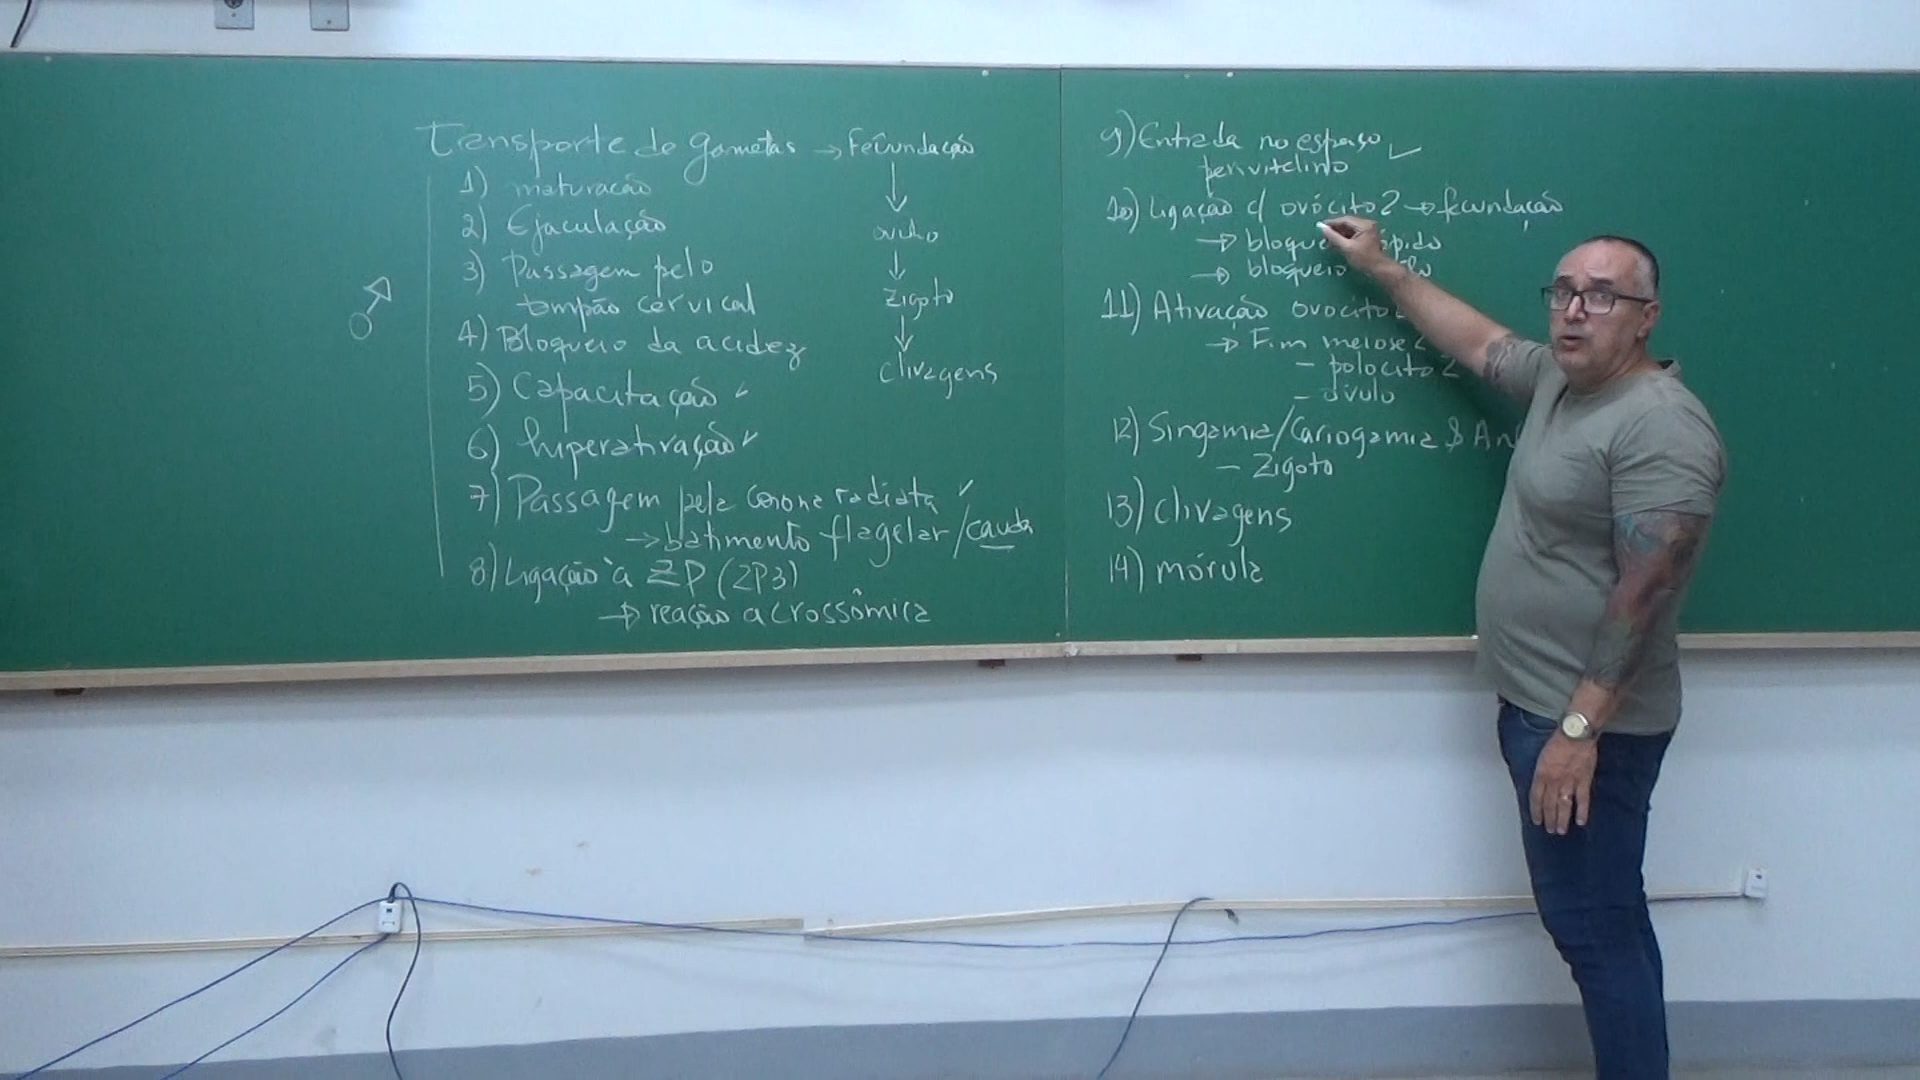 Transporte de gametas → Fecundação
1) maturação
2) Ejaculação
3) Passagem pelo
tampão cervical
4) Bloqueio da acidez
5) Capacitação ✓
6) hiperativação ✓
7) Passagem pela Corona radiata ✓
→ batimento flagelar/cauda
8) Ligação à ZP (ZP3)
→ reação acrossômica
↓
↓
zigoto
↓
clivagens
9) Entrada no espaço ✓
perivitelino
10) Ligação c/ ovócito 2 → fecundação
→ bloqueio
→ bloqueio
11) Ativação ovocito
→ Fim meiose 2
- polocito 2
- óvulo
12) Singamia/Cariogamia
- Zigoto
13) clivagens
14) mórula